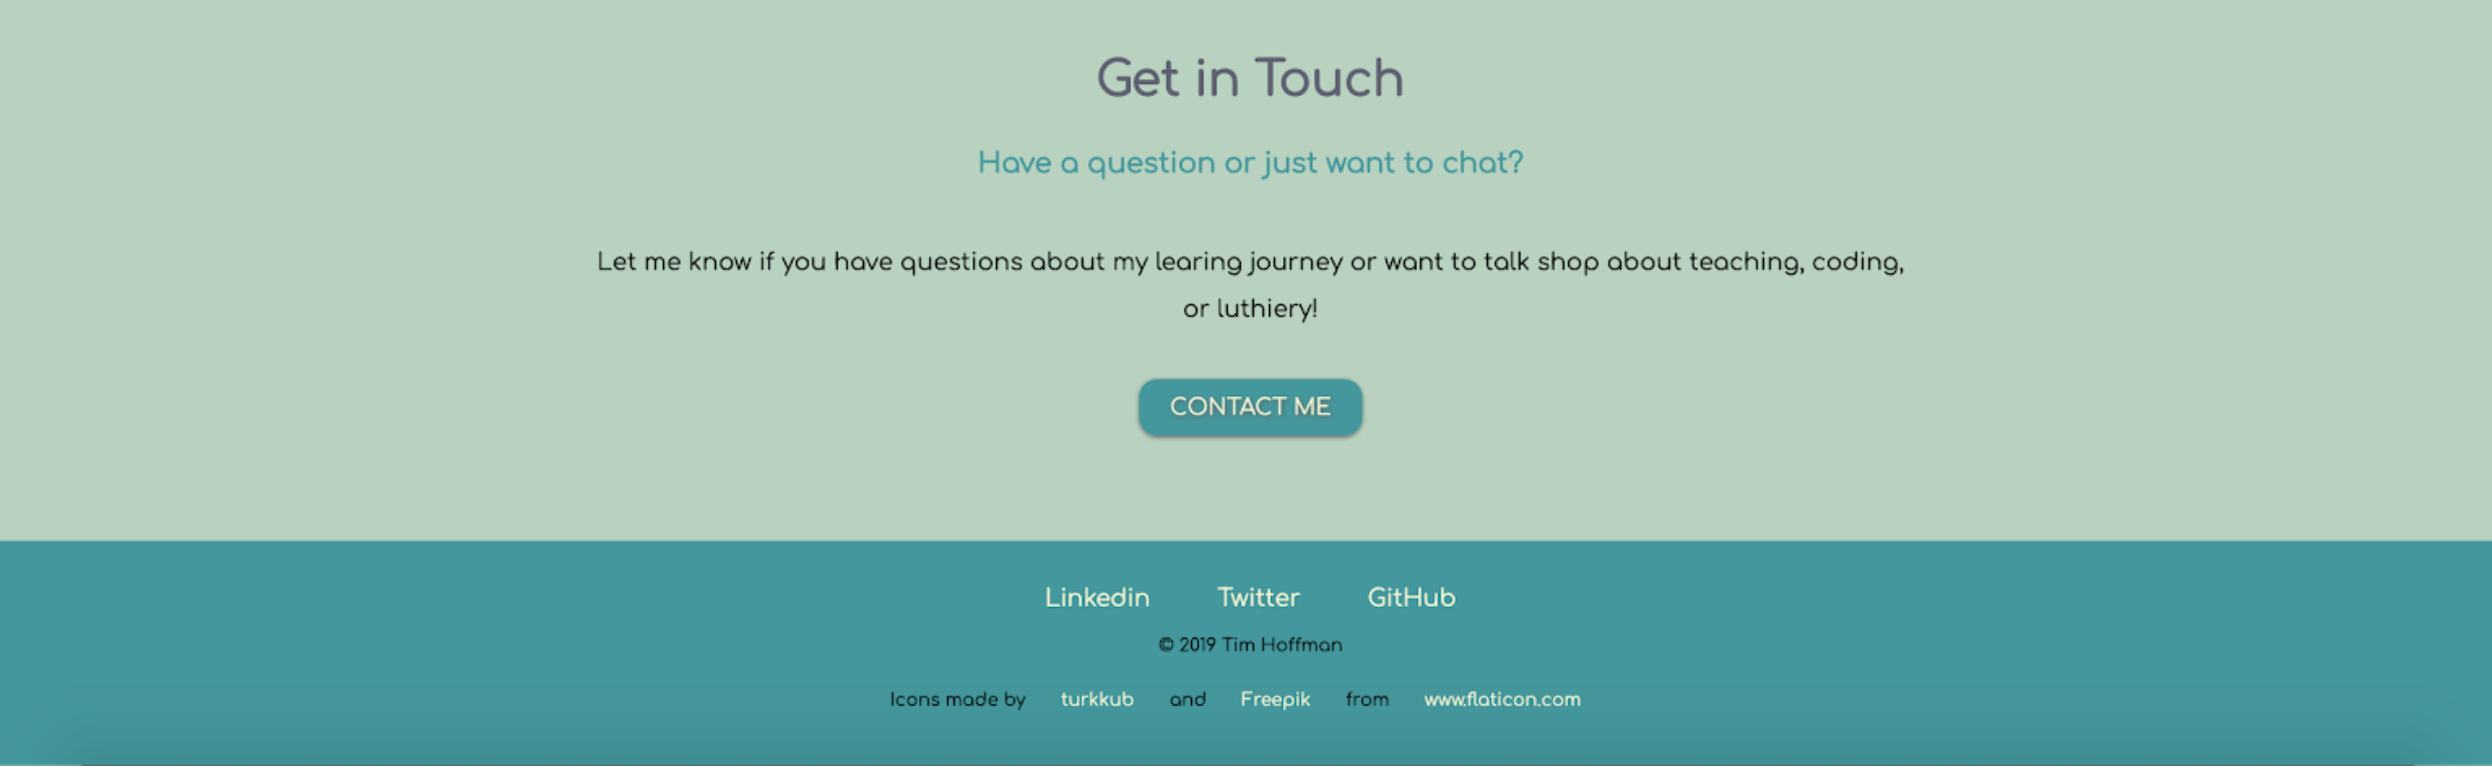 Get in Touch
Have a question or just want to chat?
Let me know if you have questions about my learing journey or want to talk shop about teaching, coding,
or luthiery!
CONTACT ME
Linkedin Twitter GitHub
© 2019 Tim Hoffman
Icons made by turkkub and Freepik from www.flaticon.com